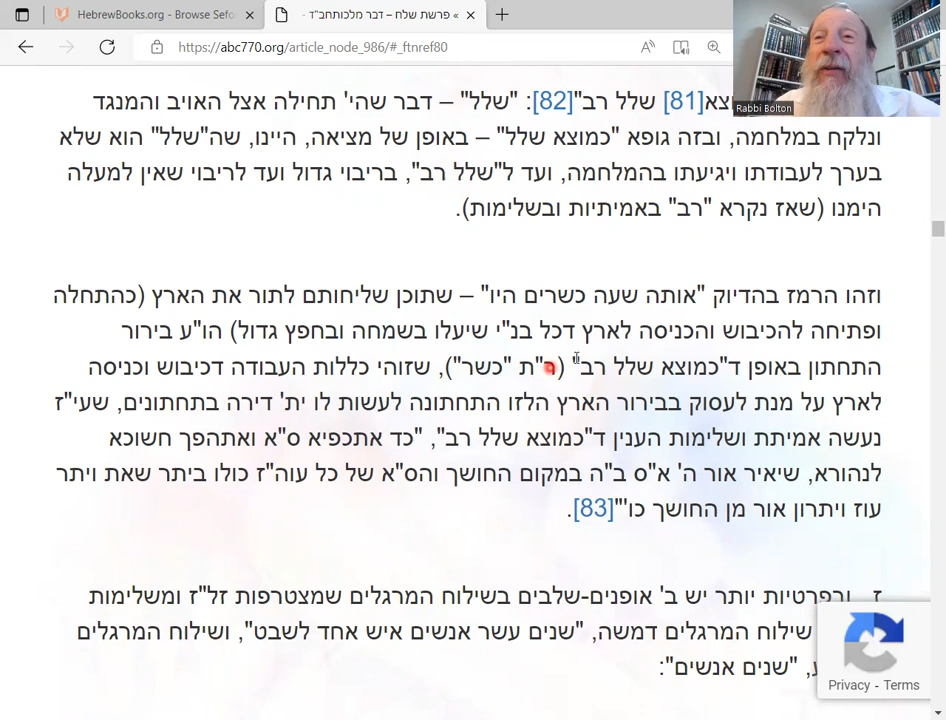 HebrewBooks.org - Browse Sefo
» פרשת שלח – דבר מלכותחב"ד -
https://abc770.org/article_node_986/#_ftnref80
Rabbi Bolton
[81] שלל רב"[82]: "שלל" – דבר שהי' תחילה אצל האויב והמנגד
ונלקח במלחמה, ובזה גופא "כמוצא שלל" – באופן של מציאה, היינו, שה"שלל" הוא שלא
בערך לעבודתו ויגיעתו בהמלחמה, ועד ל"שלל רב", בריבוי גדול ועד לריבוי שאין למעלה
הימנו (שאז נקרא "רב" באמיתיות ובשלימות).
וזהו הרמז בהדיוק "אותה שעה כשרים היו" – שתוכן שליחותם לתור את הארץ (כהתחלה
ופתיחה להכיבוש והכניסה לארץ דכל בנ"י שיעלו בשמחה ובחפץ גדול) הו"ע בירור
התחתון באופן ד"כמוצא שלל רב" (ר"ת "כשר"), שזוהי כללות העבודה דכיבוש וכניסה
לארץ על מנת לעסוק בבירור הארץ הלזו התחתונה לעשות לו ית' דירה בתחתונים, שעי"ז
נעשה אמיתת ושלימות הענין ד"כמוצא שלל רב", "כד אתכפיא ס"א ואתהפך חשוכא
לנהורא, שיאיר אור ה' א"ס ב"ה במקום החושך והס"א של כל עוה"ז כולו ביתר שאת ויתר
עוז ויתרון אור מן החושך כו'"[83].
ז. ובפרטיות יותר יש ב' אופנים-שלבים בשילוח המרגלים שמצטרפות זל"ז ומשלימות
שילוח המרגלים דמשה, "שנים עשר אנשים איש אחד לשבט", ושילוח המרגלים
"שנים אנשים":
Privacy - Terms